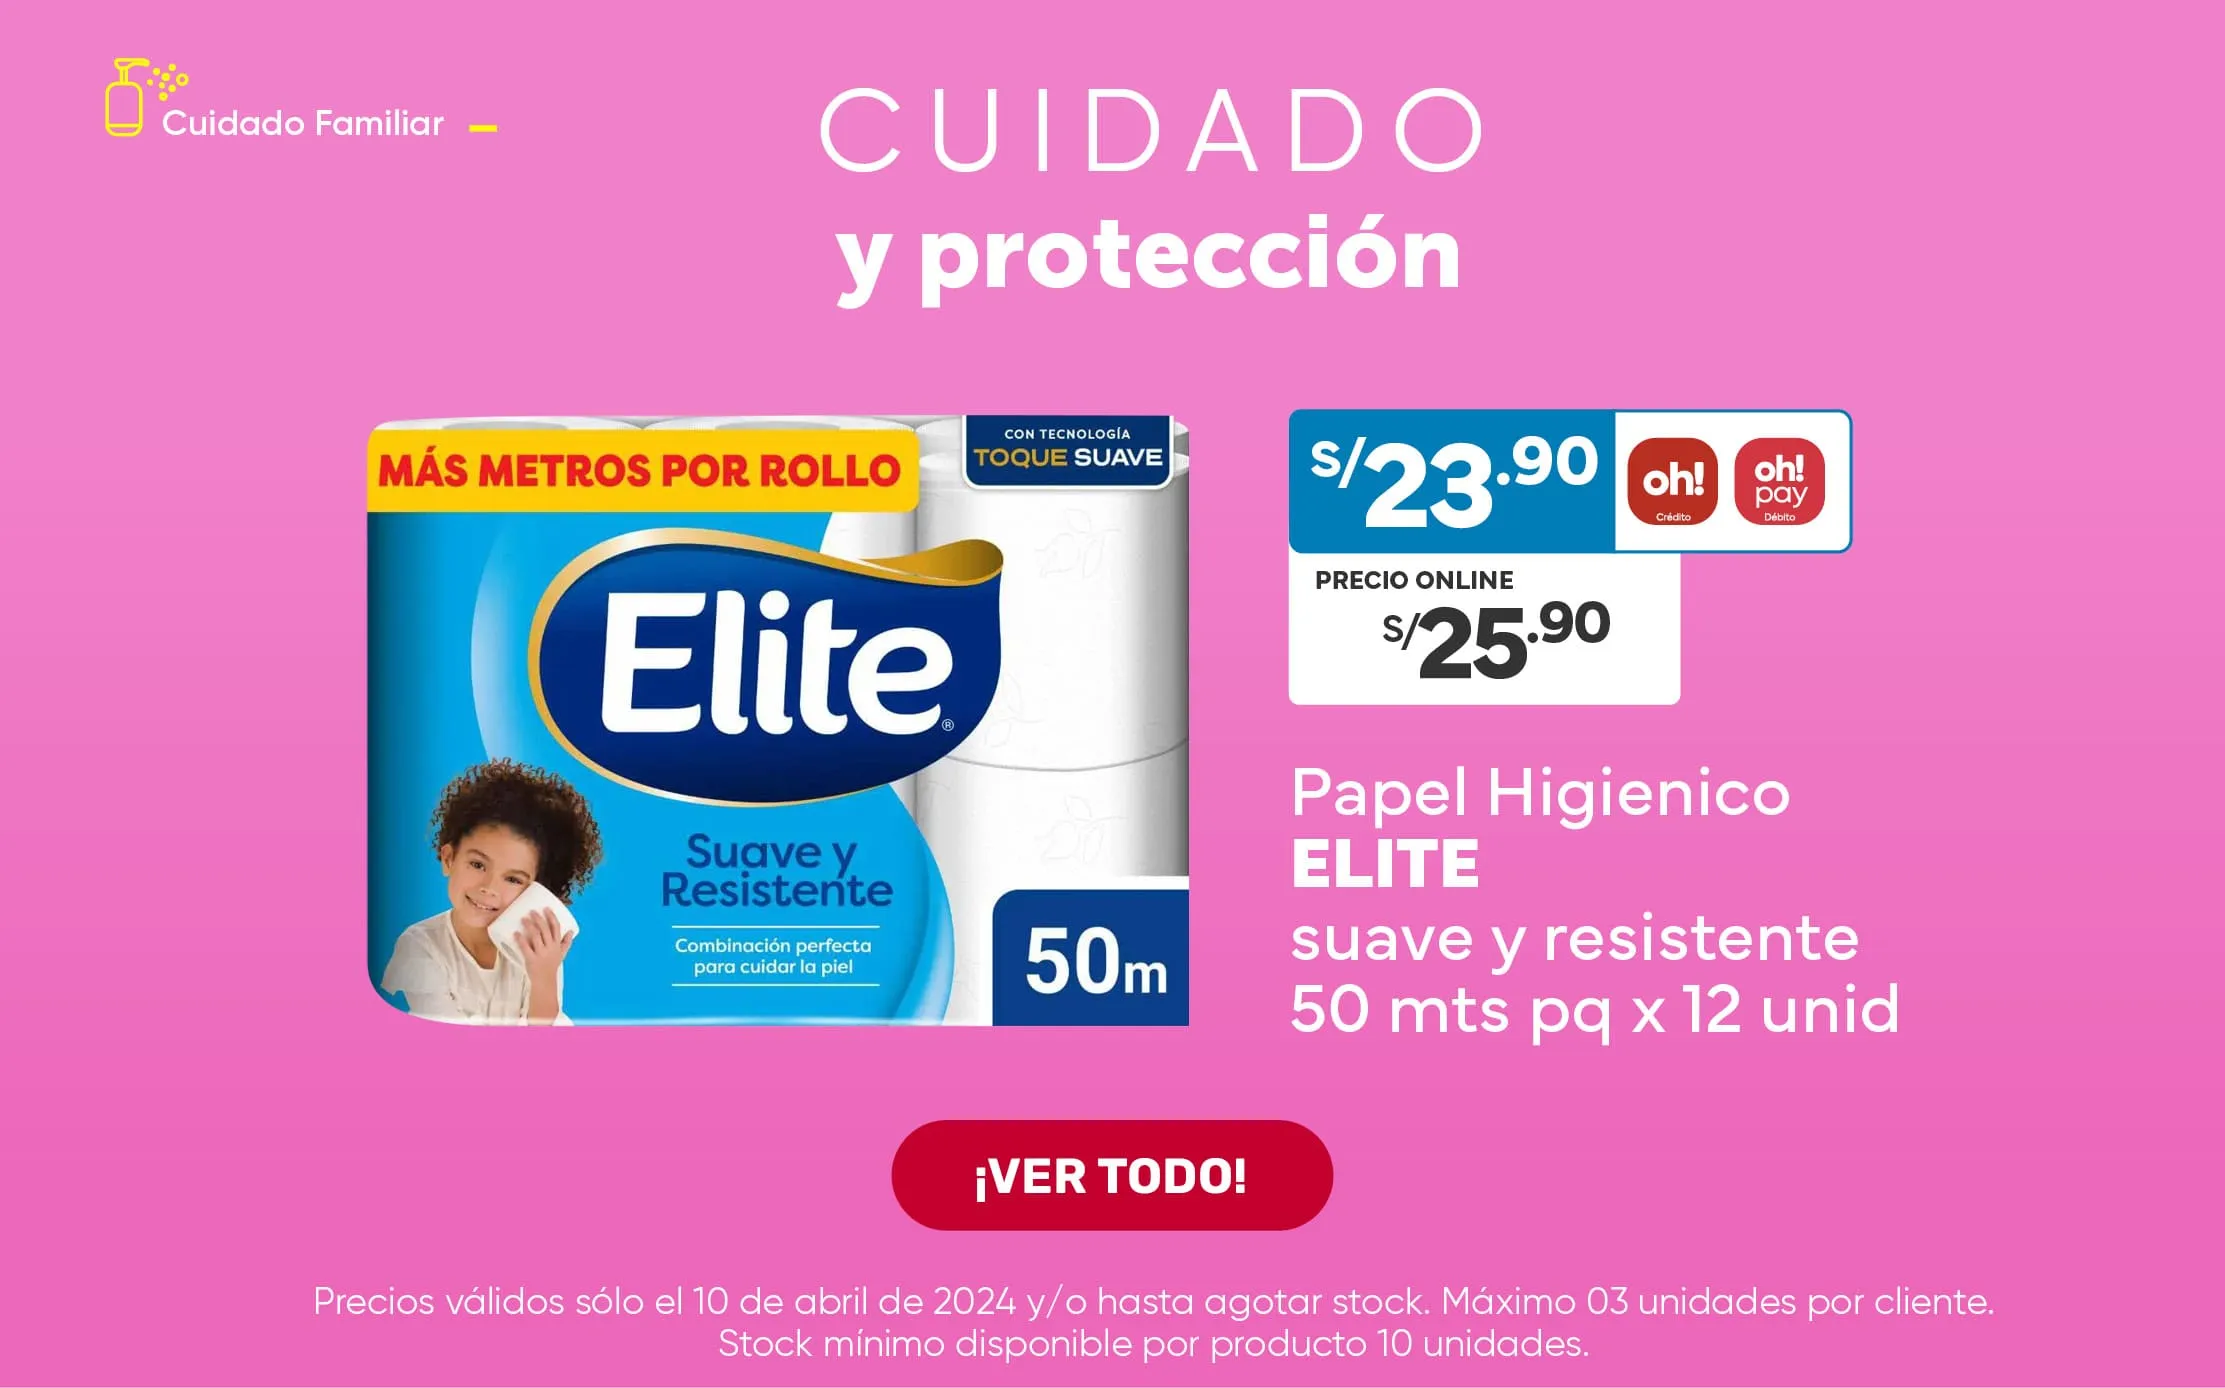 Cuidado Familiar
CUIDADO
y protección
MÁS METROS POR ROLLO
CON TECNOLOGÍA
TOQUE SUAVE
Elite®
Suave y
Resistente
Combinación perfecta
para cuidar la piel
50m
S/23.90
oh!
Crédito
oh!
pay
Débito
PRECIO ONLINE
S/25.90
Papel Higienico
ELITE
suave y resistente
50 mts pq x 12 unid
¡VER TODO!
Precios válidos sólo el 10 de abril de 2024 y/o hasta agotar stock. Máximo 03 unidades por cliente.
Stock mínimo disponible por producto 10 unidades.